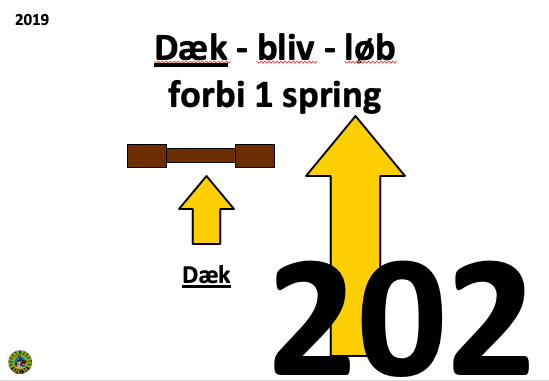 2019
Dæk - bliv - løb
forbi 1 spring
Dæk
202